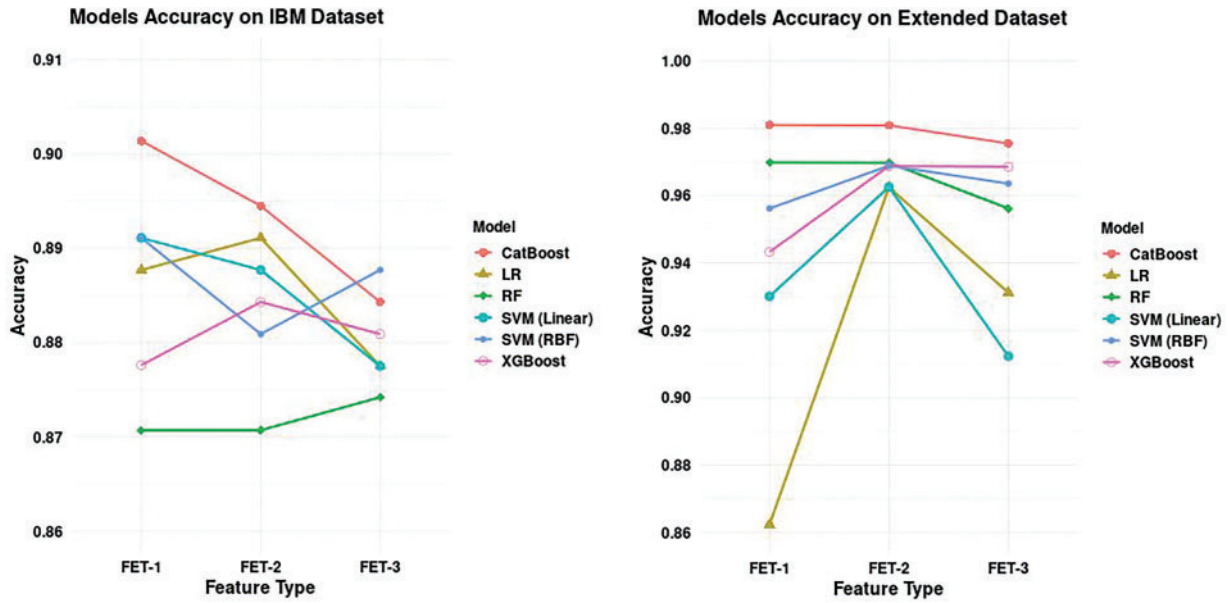 Models Accuracy on IBM Dataset
0.91
0.90
0.89
0.88
0.87
0.86
Accuracy
FET-1
FET-2
FET-3
Feature Type
Model
CatBoost
LR
RF
SVM (Linear)
SVM (RBF)
XGBoost
Models Accuracy on Extended Dataset
1.00
0.98
0.96
0.94
0.92
0.90
0.88
0.86
Accuracy
FET-1
FET-2
FET-3
Feature Type
Model
CatBoost
LR
RF
SVM (Linear)
SVM (RBF)
XGBoost